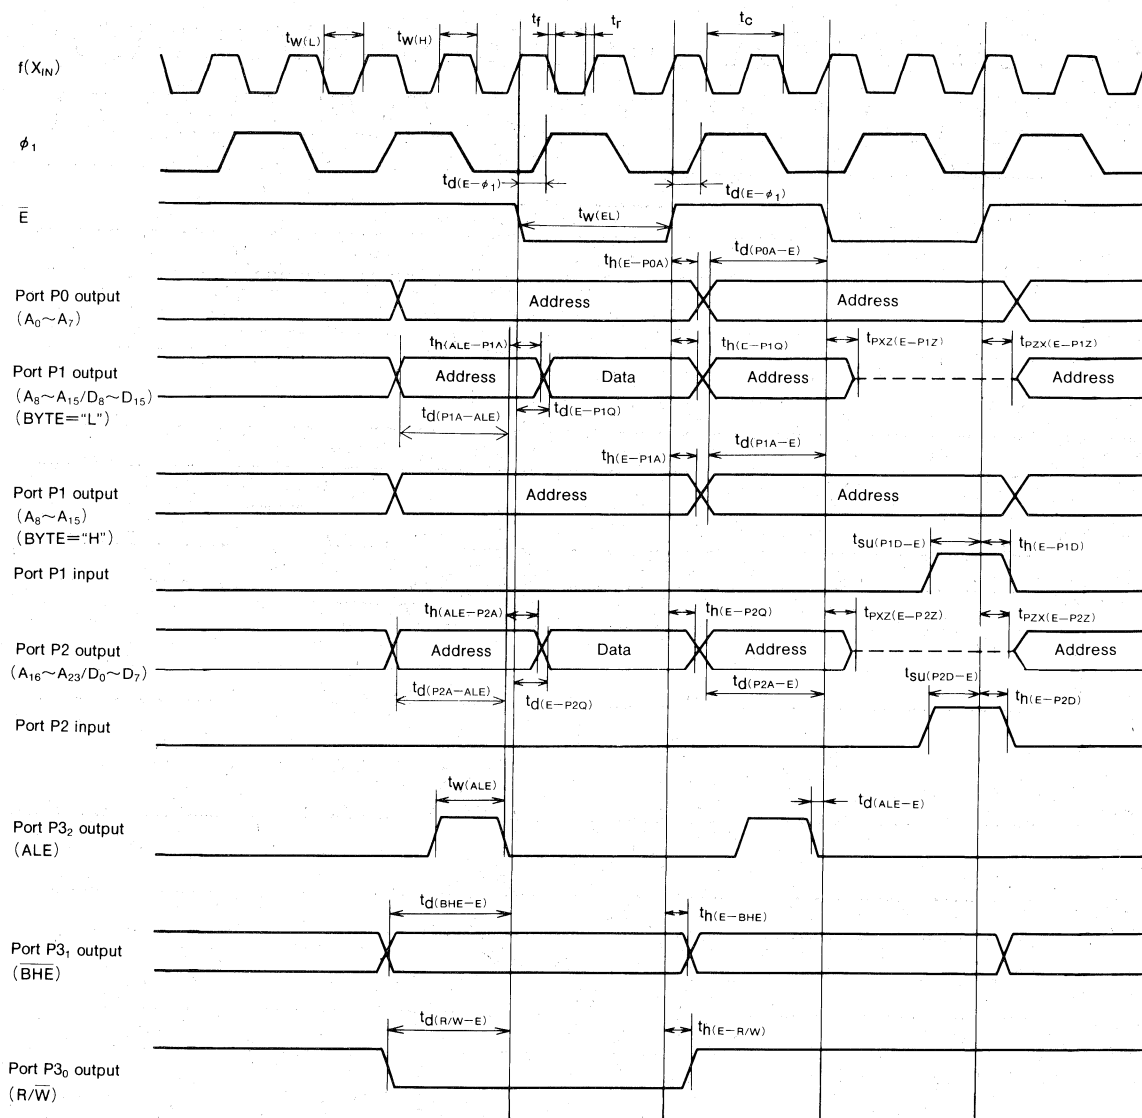 tf tr tc
tW(L) tW(H)
f(XIN)
ϕ1
td(E−ϕ1) td(E−ϕ1)
E̅ tW(EL)
th(E−P0A) td(P0A−E)
Port P0 output Address Address
(A0〜A7)
th(ALE−P1A) th(E−P1Q) tPXZ(E−P1Z) tPZX(E−P1Z)
Port P1 output Address Data Address Address
(A8〜A15/D8〜D15)
(BYTE=“L”) td(P1A−ALE) td(E−P1Q)
th(E−P1A) td(P1A−E)
Port P1 output Address Address
(A8〜A15)
(BYTE=“H”)
tsu(P1D−E) th(E−P1D)
Port P1 input
th(ALE−P2A) th(E−P2Q) tPXZ(E−P2Z) tPZX(E−P2Z)
Port P2 output Address Data Address Address
(A16〜A23/D0〜D7)
td(P2A−ALE) td(E−P2Q) td(P2A−E) tsu(P2D−E) th(E−P2D)
Port P2 input
tW(ALE) td(ALE−E)
Port P32 output
(ALE)
td(BHE−E) th(E−BHE)
Port P31 output
(B̅H̅E̅)
td(R/W−E) th(E−R/W)
Port P30 output
(R/W̅)